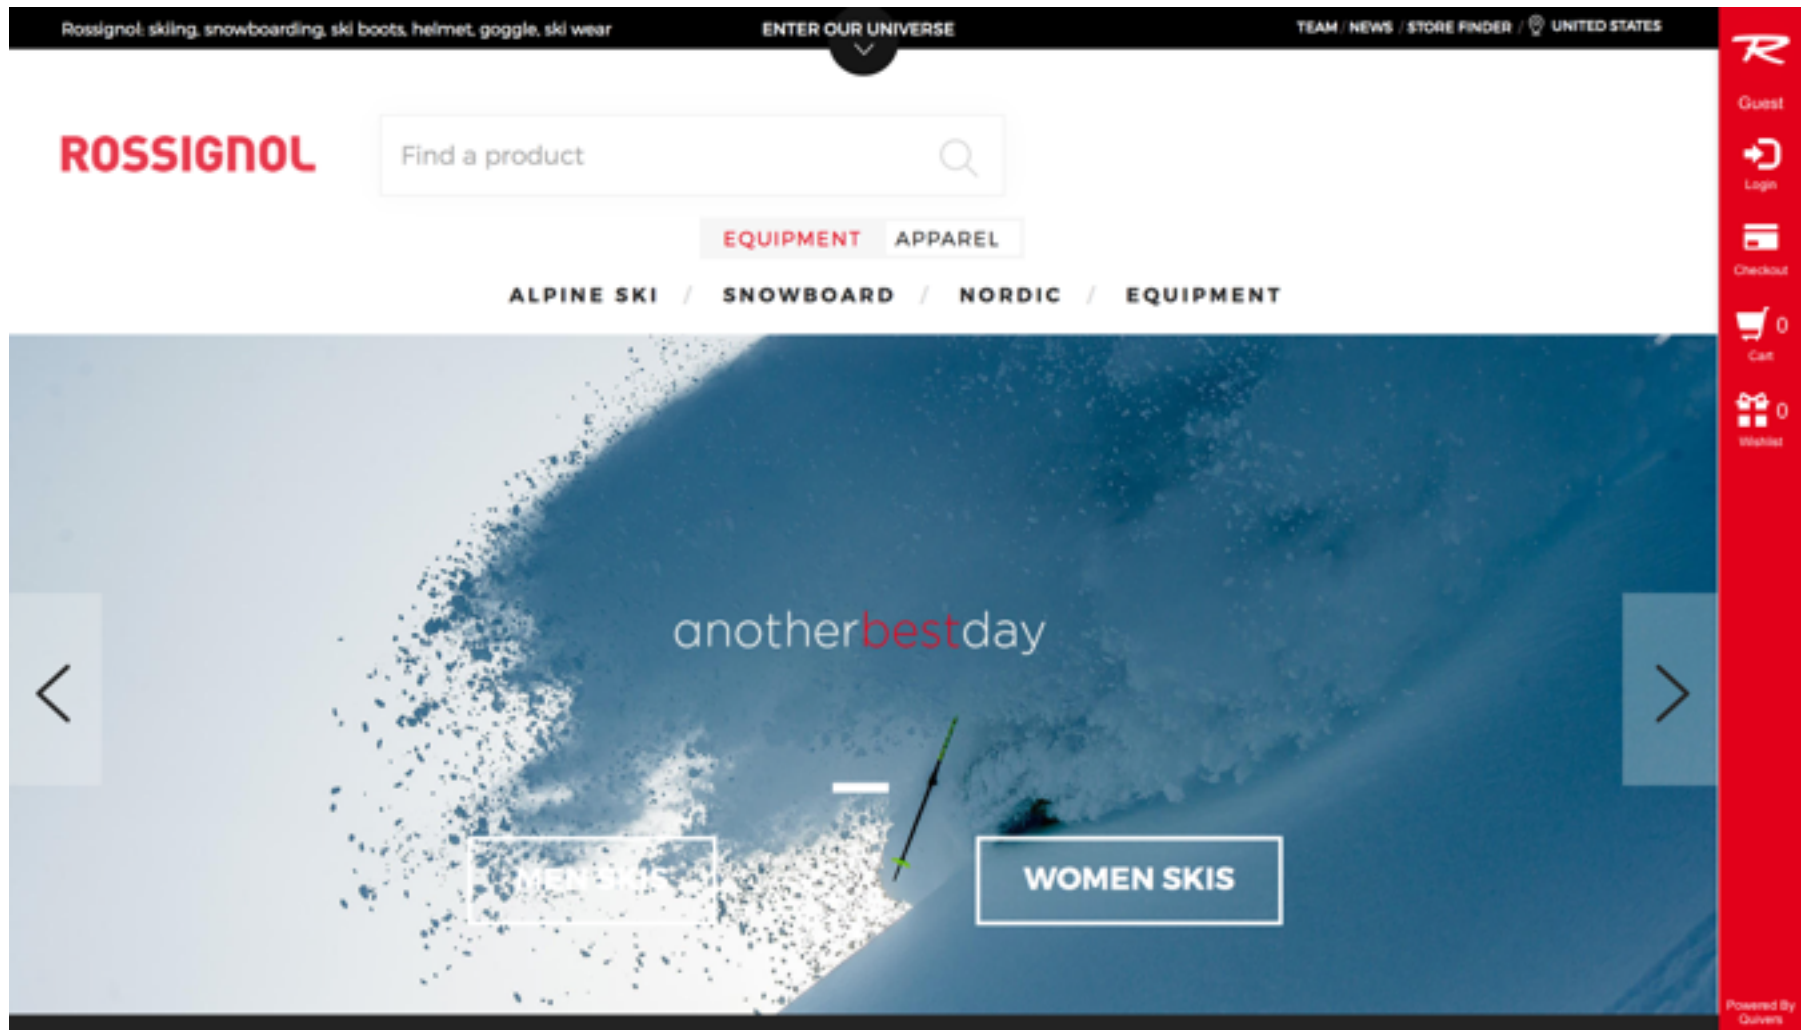 Rossignol: skiing, snowboarding, ski boots, helmet, goggle, ski wear
ENTER OUR UNIVERSE
TEAM / NEWS / STORE FINDER / UNITED STATES
R
Guest
ROSSIGNOL
Find a product
Login
EQUIPMENT APPAREL
Checkout
ALPINE SKI / SNOWBOARD / NORDIC / EQUIPMENT
0
Cart
0
Wishlist
anotherbestday
MEN SKIS
WOMEN SKIS
Powered By
Quivers